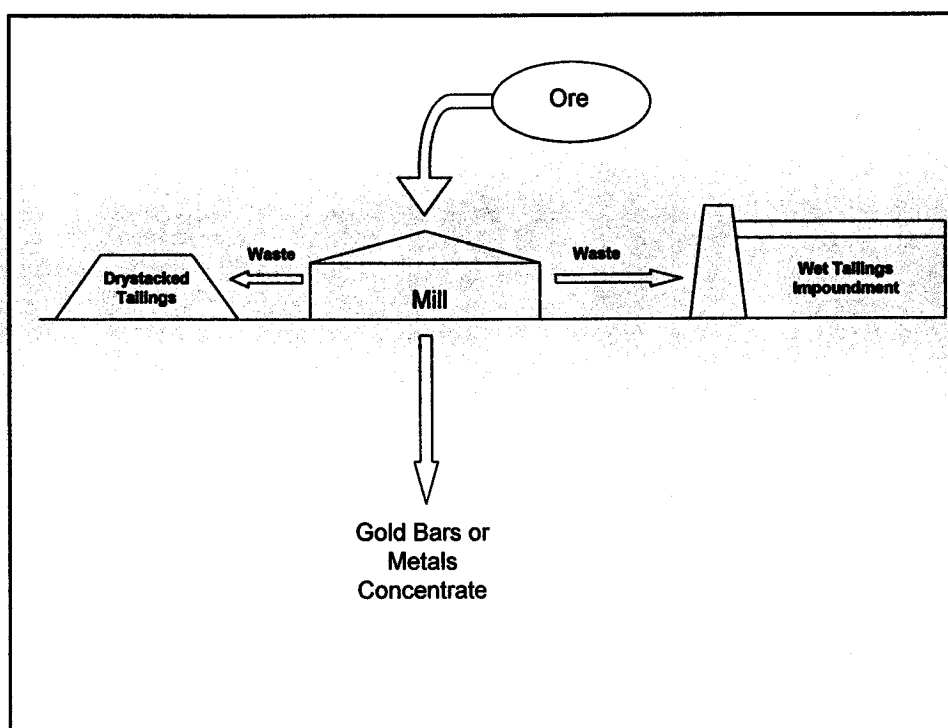 Ore
Waste
Waste
Drystacked
Tailings
Mill
Wet Tailings
Impoundment
Gold Bars or
Metals
Concentrate